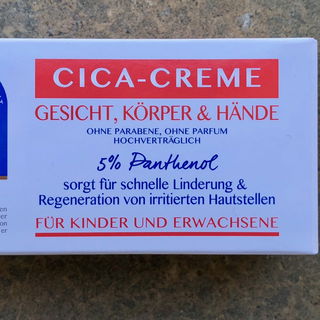 CICA-CREME
GESICHT, KÖRPER & HÄNDE
OHNE PARABENE, OHNE PARFUM
HOCHVERTRÄGLICH
5% Panthenol
sorgt für schnelle Linderung &
Regeneration von irritierten Hautstellen
FÜR KINDER UND ERWACHSENE